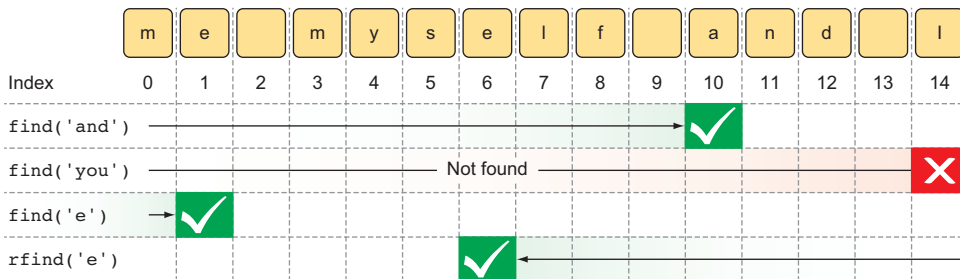 m e m y s e l f a n d I
Index 0 1 2 3 4 5 6 7 8 9 10 11 12 13 14
find('and')
find('you') Not found
find('e')
rfind('e')